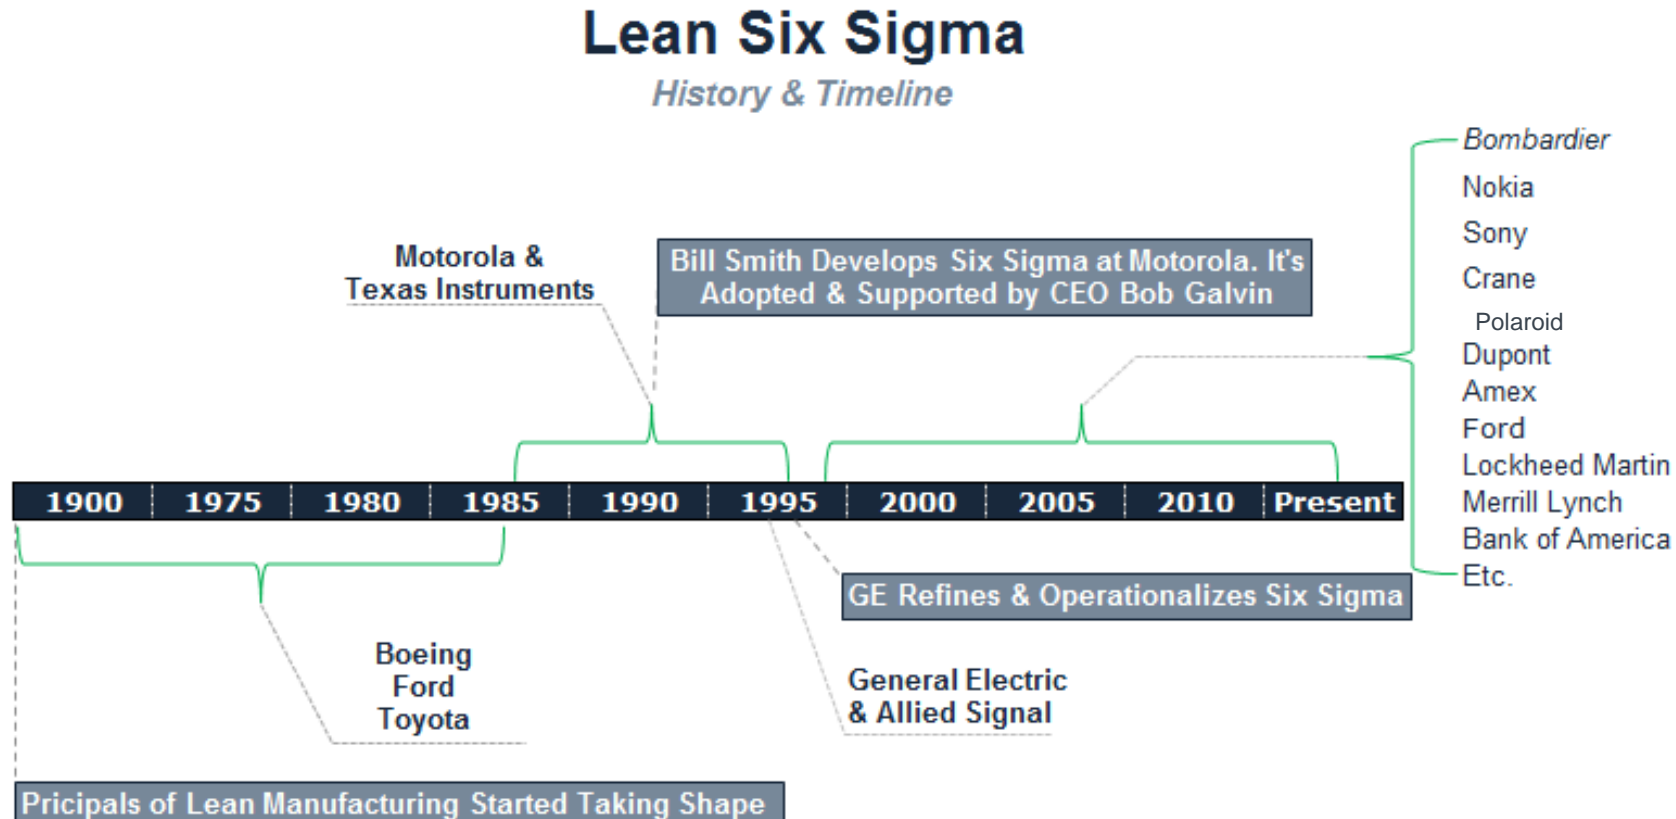 Lean Six Sigma
History & Timeline
Bombardier
Nokia
Sony
Crane
Polaroid
Dupont
Amex
Ford
Lockheed Martin
Merrill Lynch
Bank of America
Etc.
Motorola &
Texas Instruments
Bill Smith Develops Six Sigma at Motorola. It's
Adopted & Supported by CEO Bob Galvin
1900 1975 1980 1985 1990 1995 2000 2005 2010 Present
GE Refines & Operationalizes Six Sigma
Boeing
Ford
Toyota
General Electric
& Allied Signal
Pricipals of Lean Manufacturing Started Taking Shape